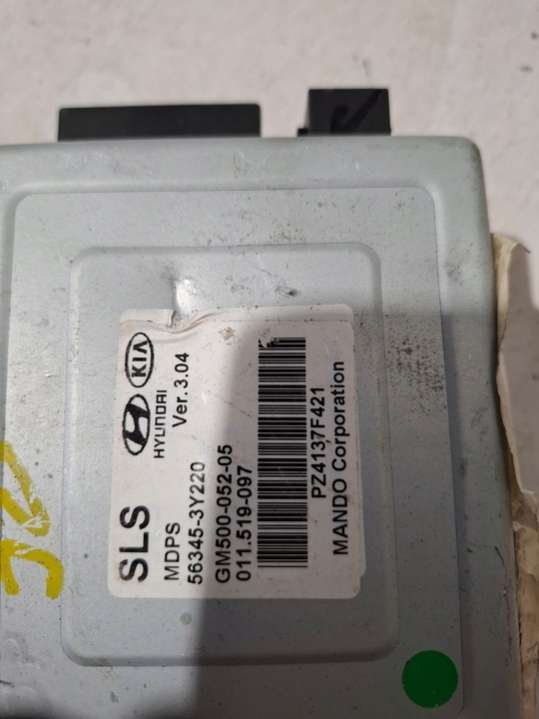 SLS
HYUNDAI
KIA
MDPS Ver.3.04
56345-3Y220
GM500-052-05
011.519-097
PZ4137F421
MANDO Corporation